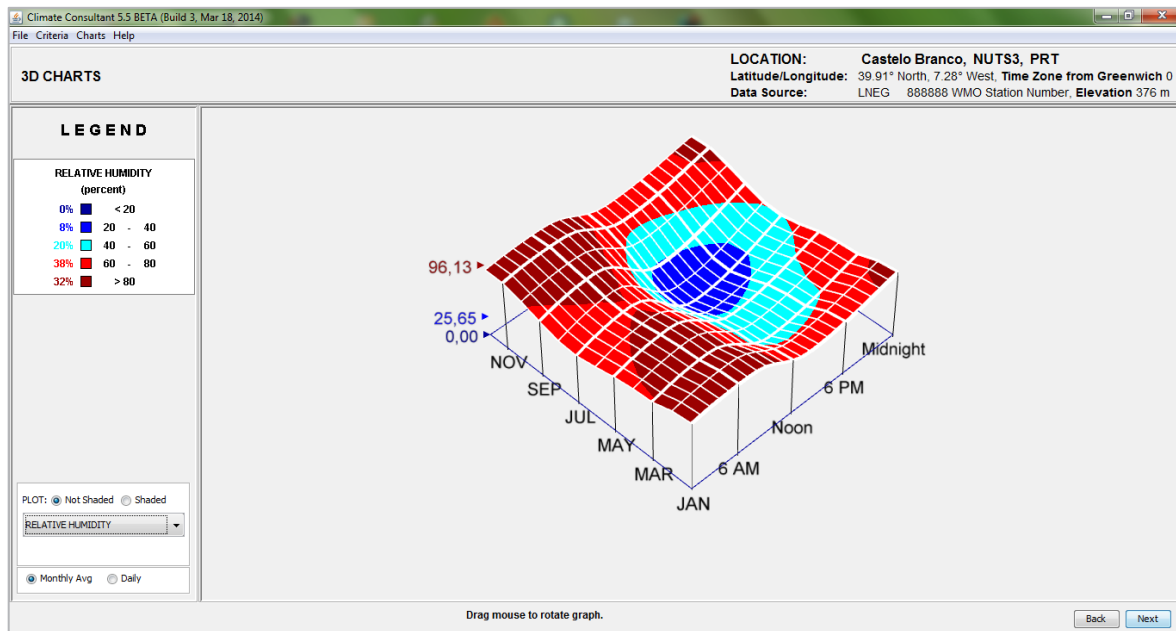 Climate Consultant 5.5 BETA (Build 3, Mar 18, 2014)
File Criteria Charts Help
3D CHARTS
LOCATION: Castelo Branco, NUTS3, PRT
Latitude/Longitude: 39.91° North, 7.28° West, Time Zone from Greenwich 0
Data Source: LNEG 888888 WMO Station Number, Elevation 376 m
LEGEND
RELATIVE HUMIDITY
(percent)
0% < 20
8% 20 - 40
20% 40 - 60
38% 60 - 80
32% > 80
96,13
25,65
0,00
NOV
SEP
JUL
MAY
MAR
JAN
6 AM
Noon
6 PM
Midnight
PLOT: Not Shaded Shaded
RELATIVE HUMIDITY
Monthly Avg Daily
Drag mouse to rotate graph.
Back Next